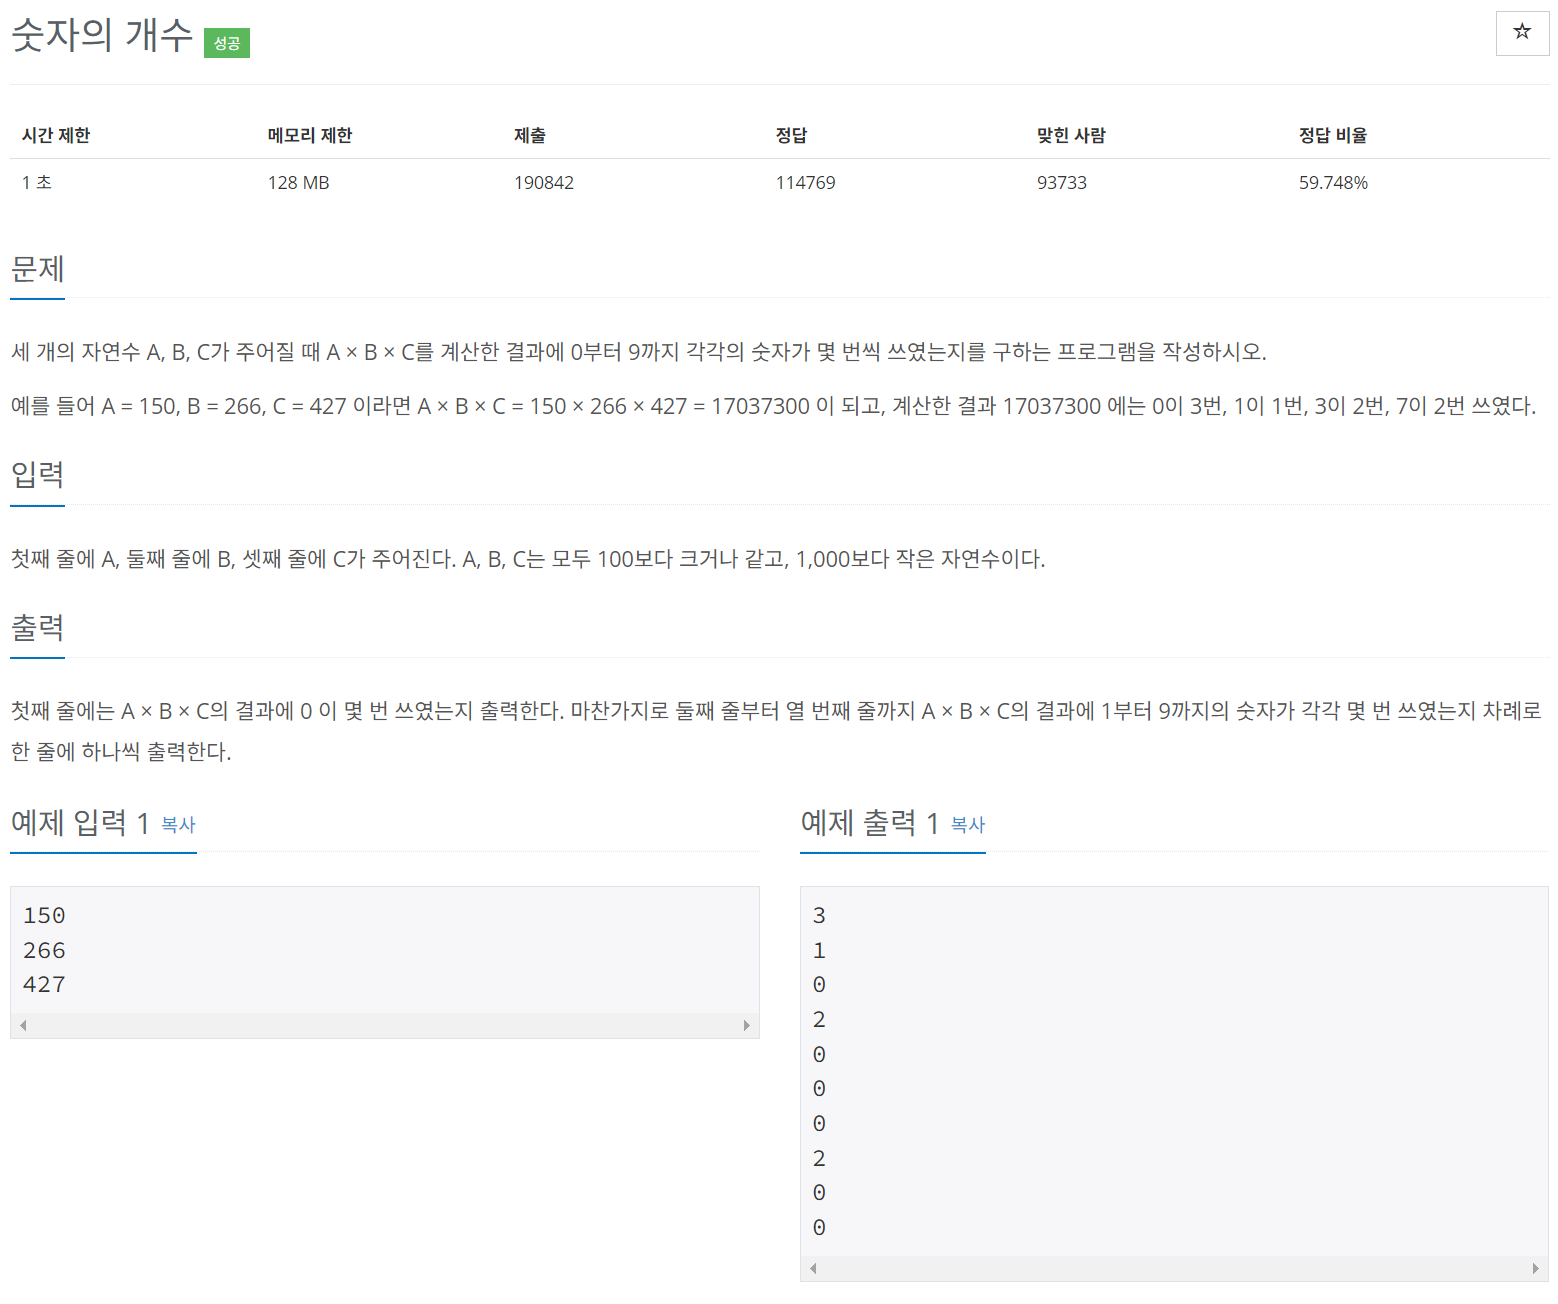 숫자의 개수 성공
☆
시간 제한 메모리 제한 제출 정답 맞힌 사람 정답 비율
1 초 128 MB 190842 114769 93733 59.748%
문제
세 개의 자연수 A, B, C가 주어질 때 A × B × C를 계산한 결과에 0부터 9까지 각각의 숫자가 몇 번씩 쓰였는지를 구하는 프로그램을 작성하시오.
예를 들어 A = 150, B = 266, C = 427 이라면 A × B × C = 150 × 266 × 427 = 17037300 이 되고, 계산한 결과 17037300 에는 0이 3번, 1이 1번, 3이 2번, 7이 2번 쓰였다.
입력
첫째 줄에 A, 둘째 줄에 B, 셋째 줄에 C가 주어진다. A, B, C는 모두 100보다 크거나 같고, 1,000보다 작은 자연수이다.
출력
첫째 줄에는 A × B × C의 결과에 0 이 몇 번 쓰였는지 출력한다. 마찬가지로 둘째 줄부터 열 번째 줄까지 A × B × C의 결과에 1부터 9까지의 숫자가 각각 몇 번 쓰였는지 차례로
한 줄에 하나씩 출력한다.
예제 입력 1 복사
150
266
427
예제 출력 1 복사
3
1
0
2
0
0
0
2
0
0